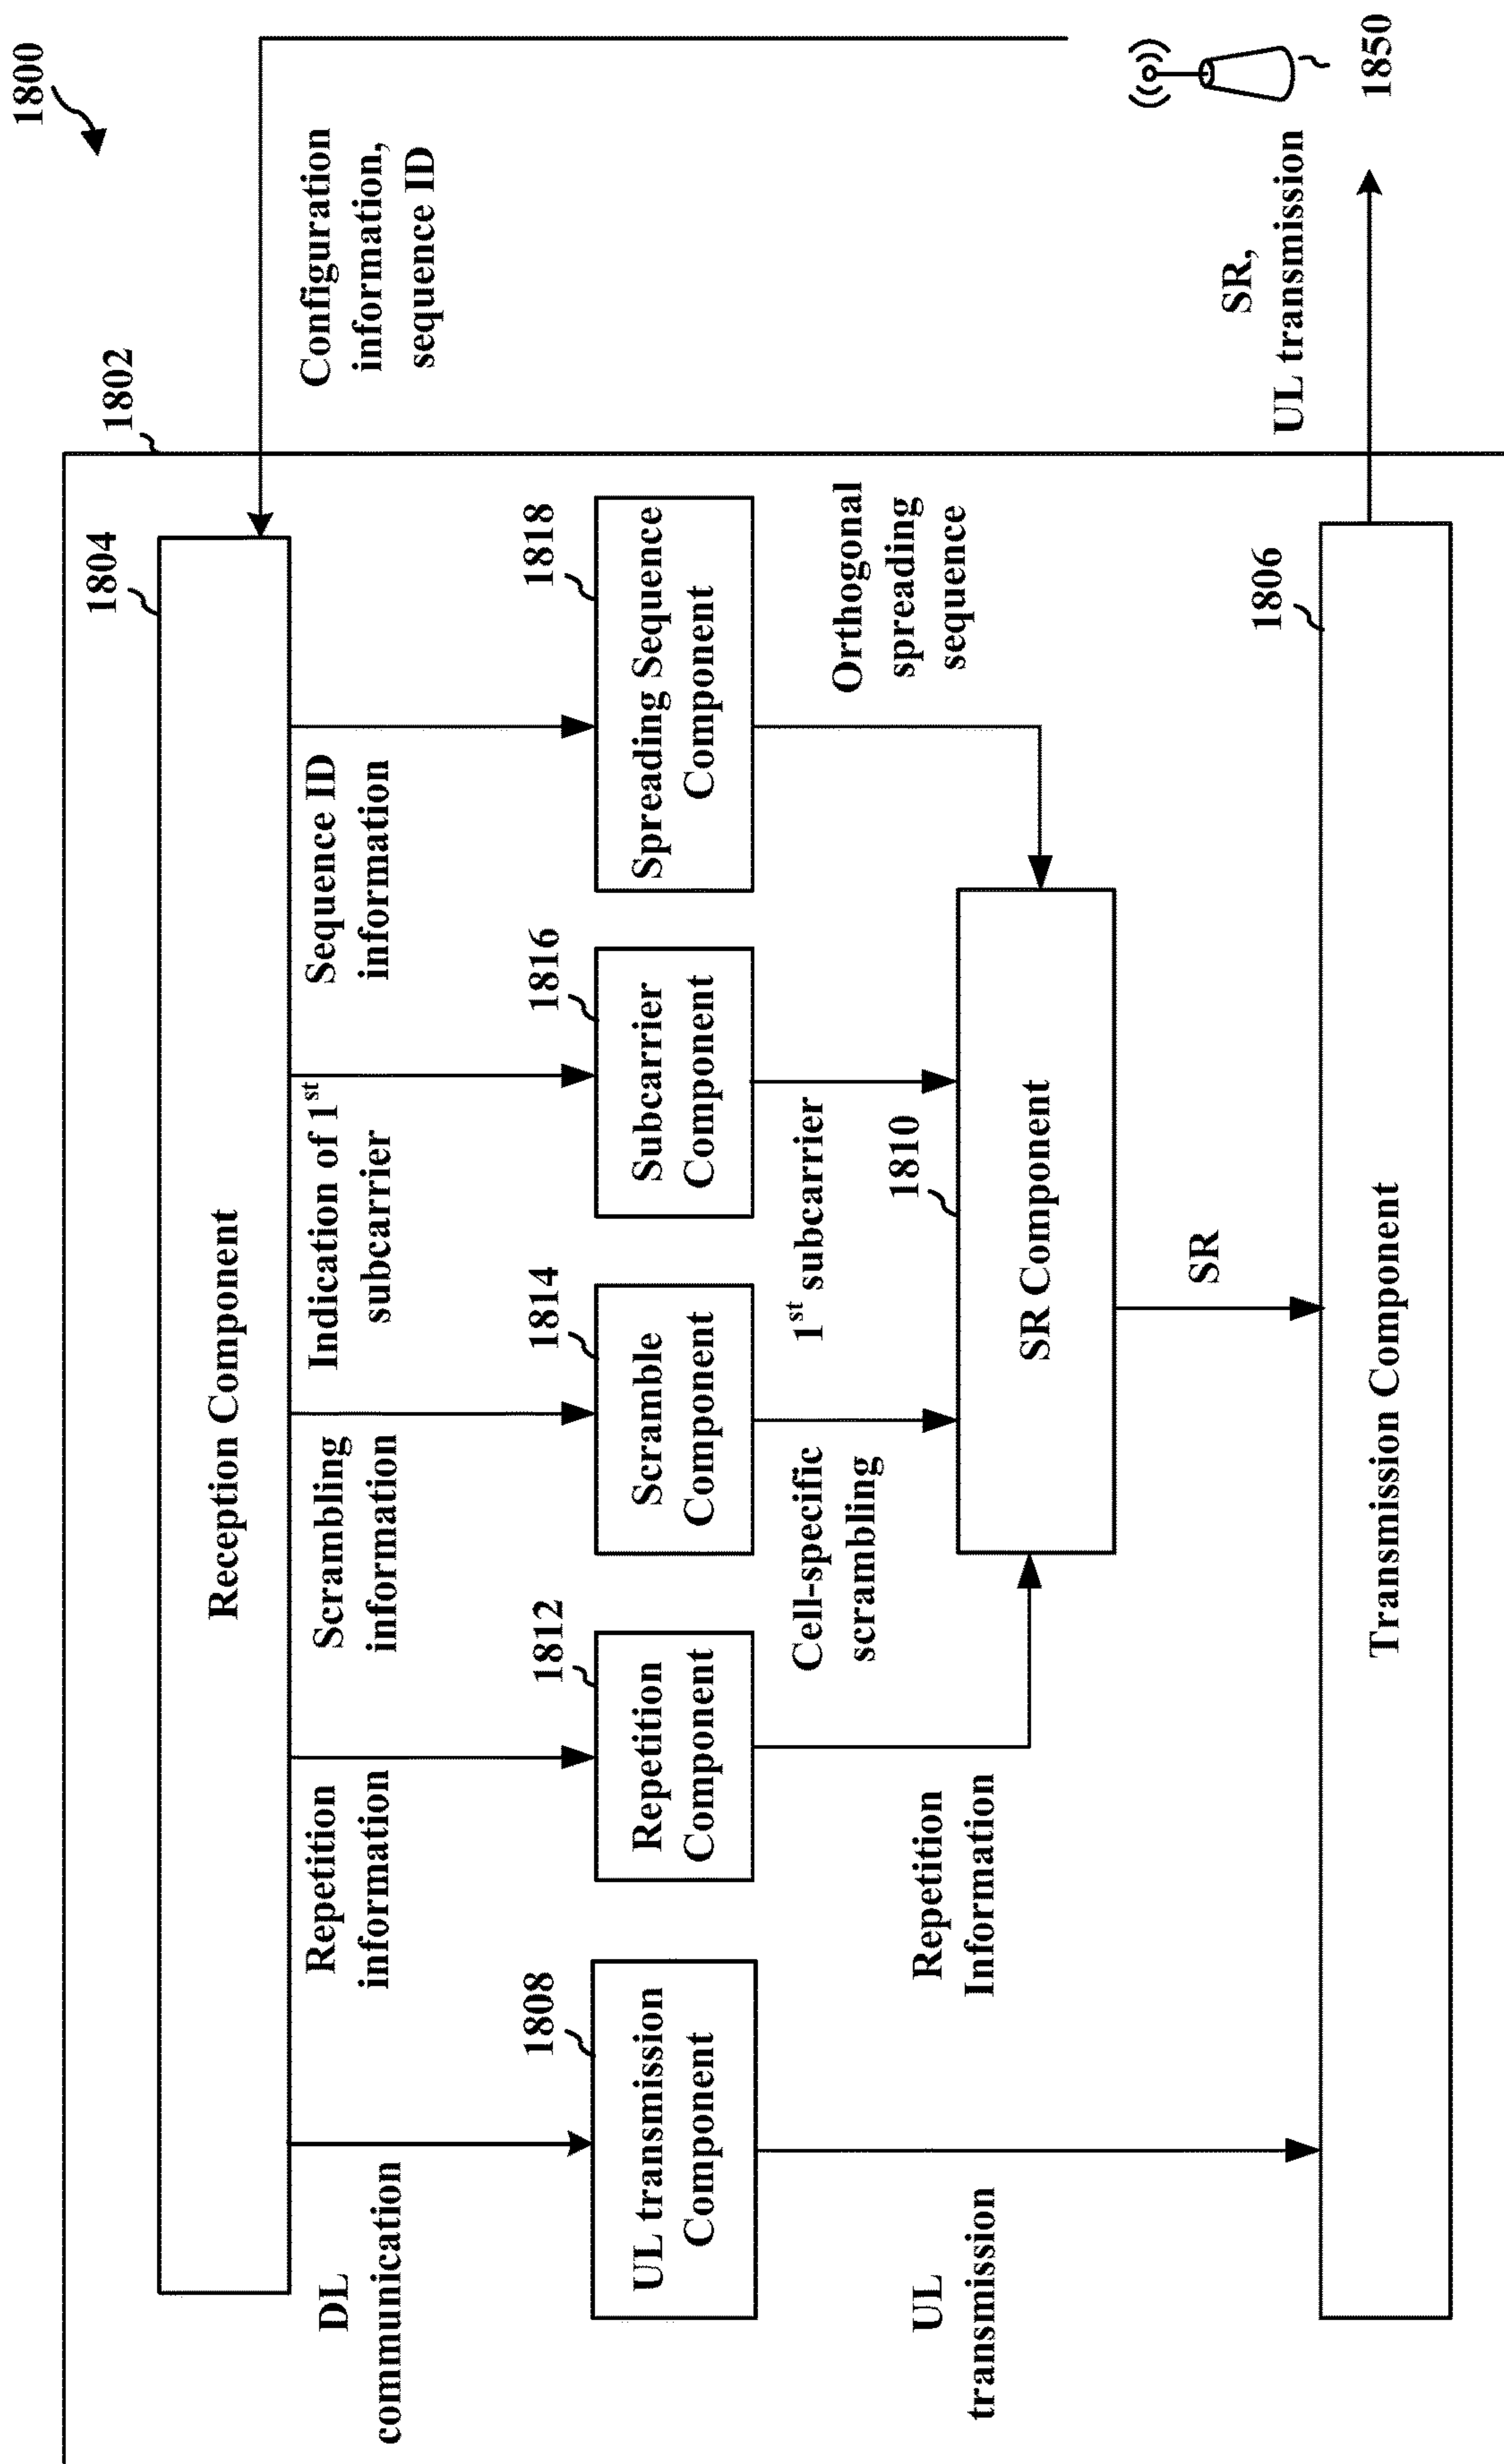 1800
1802
1804
Reception Component
Configuration
information,
sequence ID
DL
communication
Repetition
information
Scrambling
information
Indication of 1st
subcarrier
Sequence ID
information
1808
UL transmission
Component
1812
Repetition
Component
1814
Scramble
Component
1816
Subcarrier
Component
1818
Spreading Sequence
Component
UL
transmission
Repetition
Information
Cell-specific
scrambling
1st subcarrier
Orthogonal
spreading
sequence
1810
SR Component
SR
1806
Transmission Component
SR,
UL transmission
1850